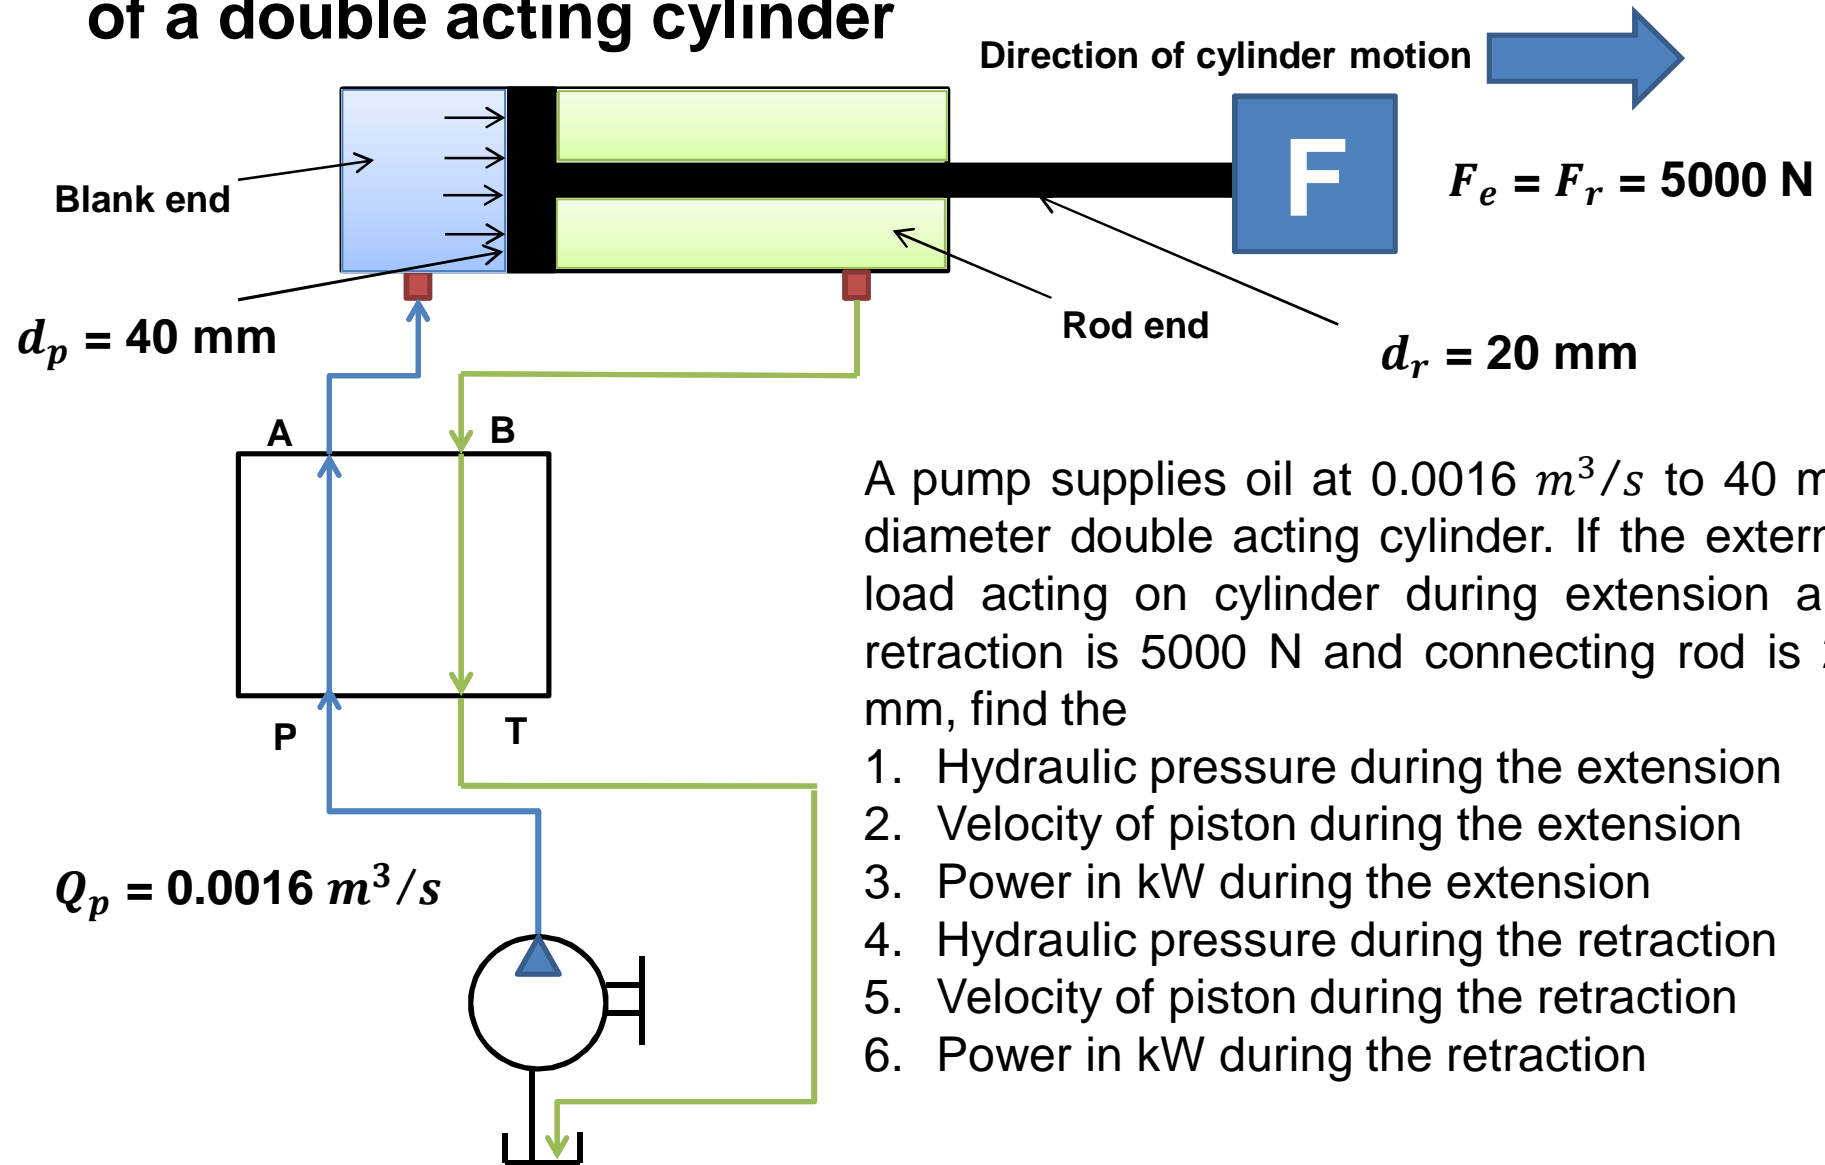 of a double acting cylinder
Direction of cylinder motion
F
Blank end
𝑭𝒆 = 𝑭𝒓 = 5000 N
Rod end
𝒅𝒑 = 40 mm
𝒅𝒓 = 20 mm
A B
A pump supplies oil at 0.0016 𝑚³/𝑠 to 40
diameter double acting cylinder. If the
load acting on cylinder during extension
retraction is 5000 N and connecting rod is
mm, find the
P T
1. Hydraulic pressure during the extension
2. Velocity of piston during the extension
3. Power in kW during the extension
𝑸𝒑 = 0.0016 𝒎³/𝒔
4. Hydraulic pressure during the retraction
5. Velocity of piston during the retraction
6. Power in kW during the retraction